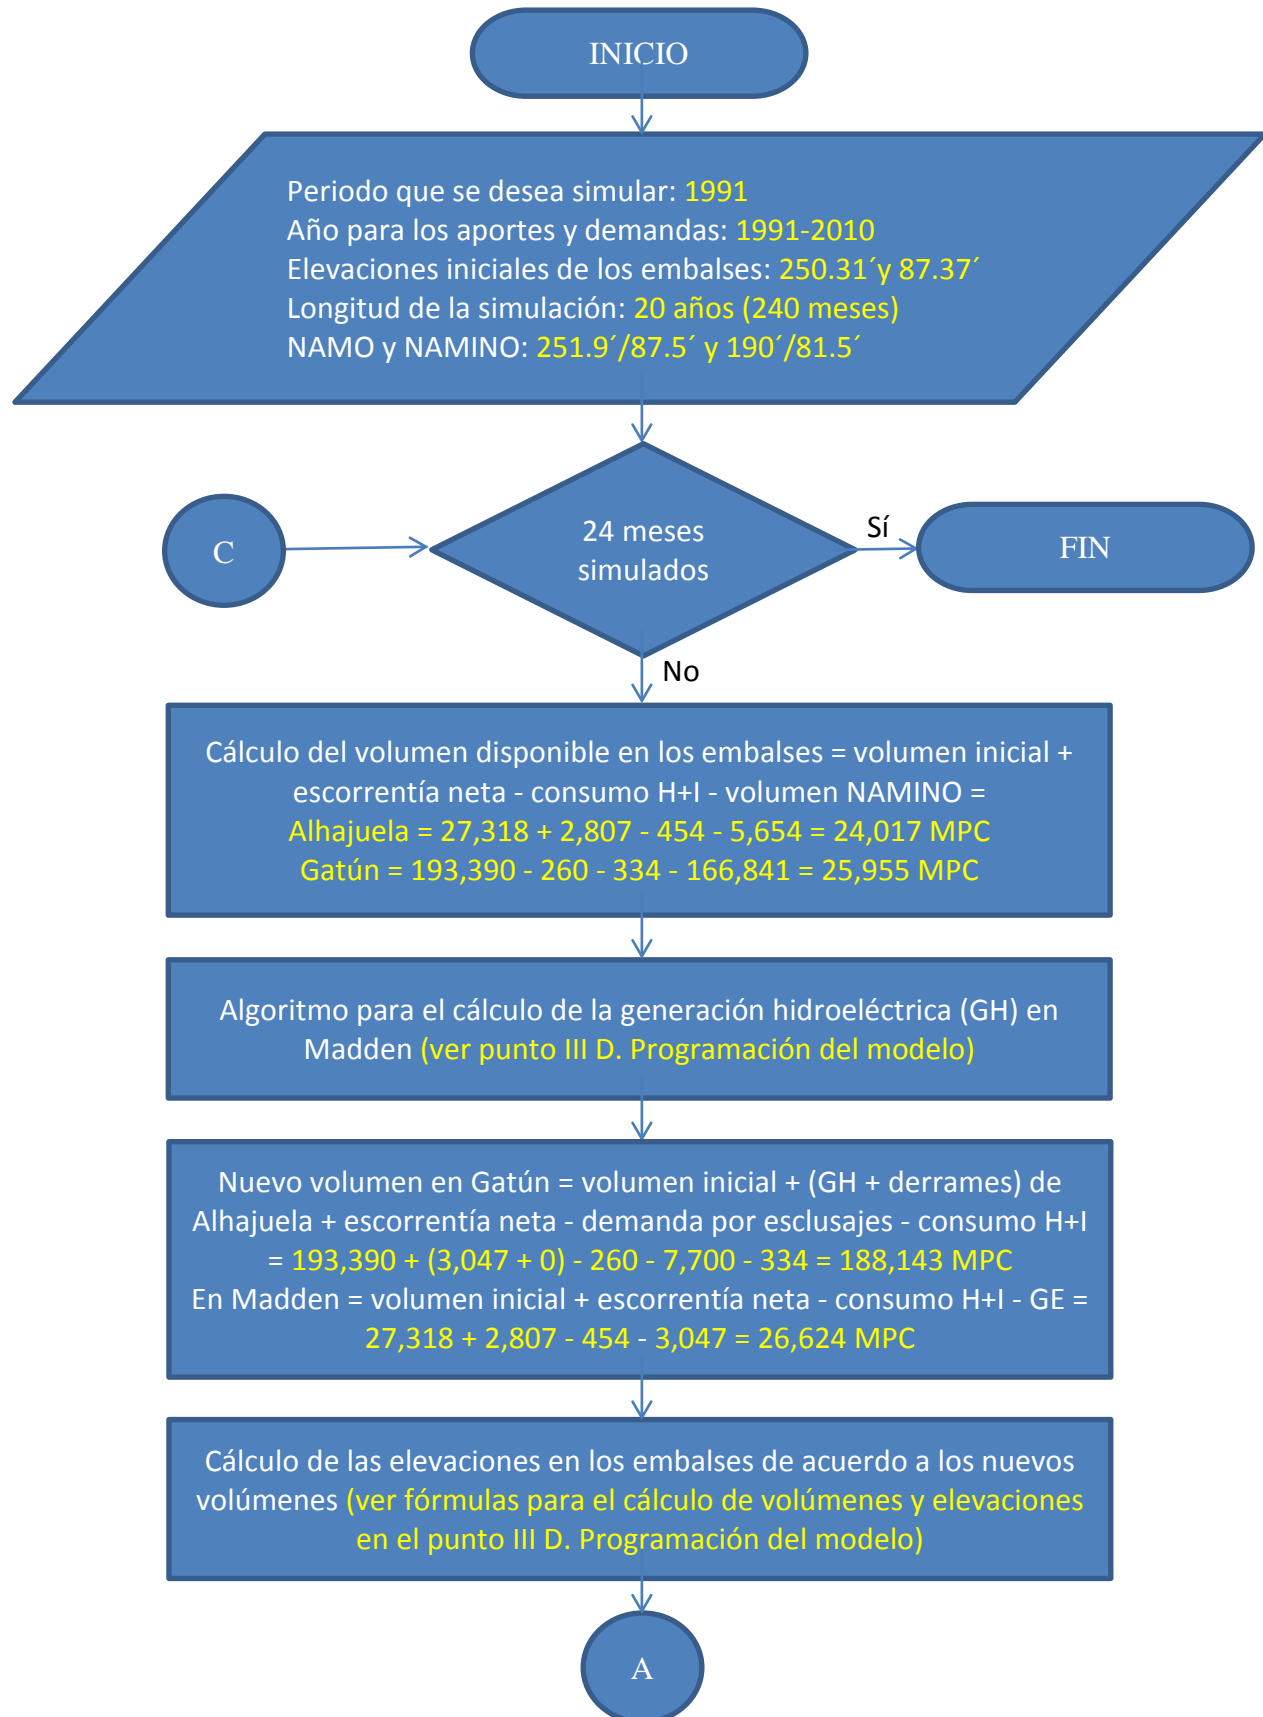 INICIO
Periodo que se desea simular: 1991
Año para los aportes y demandas: 1991-2010
Elevaciones iniciales de los embalses: 250.31´y 87.37´
Longitud de la simulación: 20 años (240 meses)
NAMO y NAMINO: 251.9´/87.5´ y 190´/81.5´
C
24 meses
simulados
Sí
FIN
No
Cálculo del volumen disponible en los embalses = volumen inicial +
escorrentía neta - consumo H+I - volumen NAMINO =
Alhajuela = 27,318 + 2,807 - 454 - 5,654 = 24,017 MPC
Gatún = 193,390 - 260 - 334 - 166,841 = 25,955 MPC
Algoritmo para el cálculo de la generación hidroeléctrica (GH) en
Madden (ver punto III D. Programación del modelo)
Nuevo volumen en Gatún = volumen inicial + (GH + derrames) de
Alhajuela + escorrentía neta - demanda por esclusajes - consumo H+I
= 193,390 + (3,047 + 0) - 260 - 7,700 - 334 = 188,143 MPC
En Madden = volumen inicial + escorrentía neta - consumo H+I - GE =
27,318 + 2,807 - 454 - 3,047 = 26,624 MPC
Cálculo de las elevaciones en los embalses de acuerdo a los nuevos
volúmenes (ver fórmulas para el cálculo de volúmenes y elevaciones
en el punto III D. Programación del modelo)
A